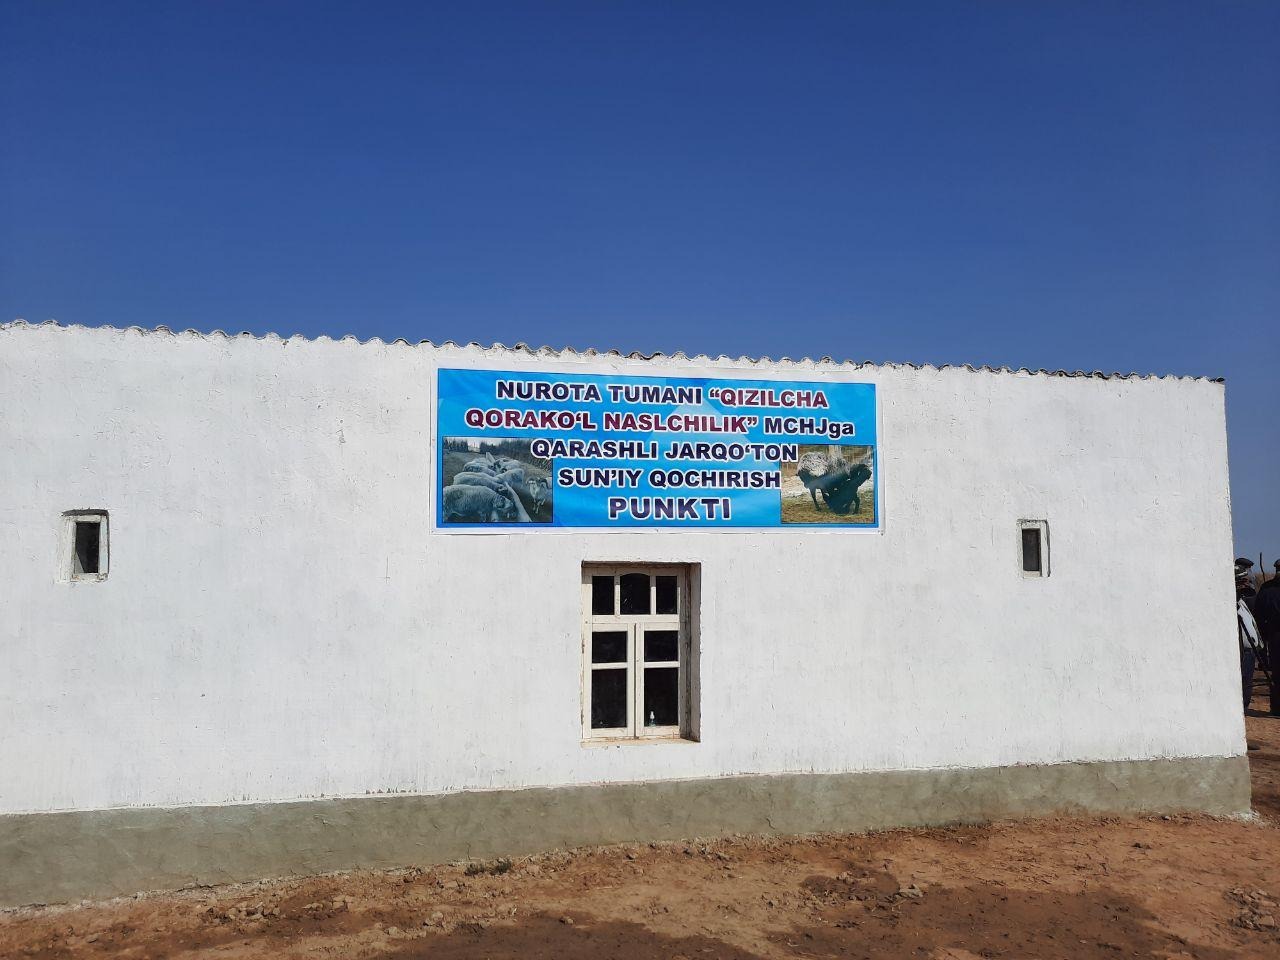 NUROTA TUMANI “QIZILCHA
QORAKO‘L NASLCHILIK” MCHJga
QARASHLI JARQO‘TON
SUN’IY QOCHIRISH
PUNKTI